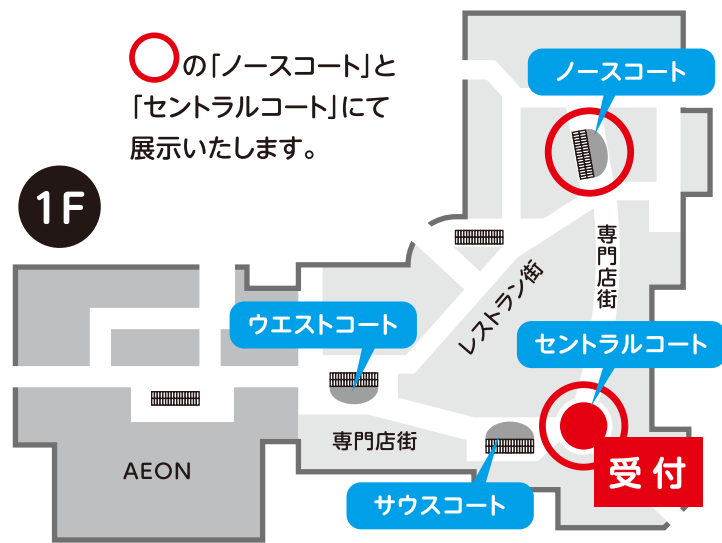 の「ノースコート」と
「セントラルコート」にて
展示いたします。
ノースコート
1F
専門店街
レストラン街
ウエストコート
セントラルコート
専門店街
受付
AEON
サウスコート